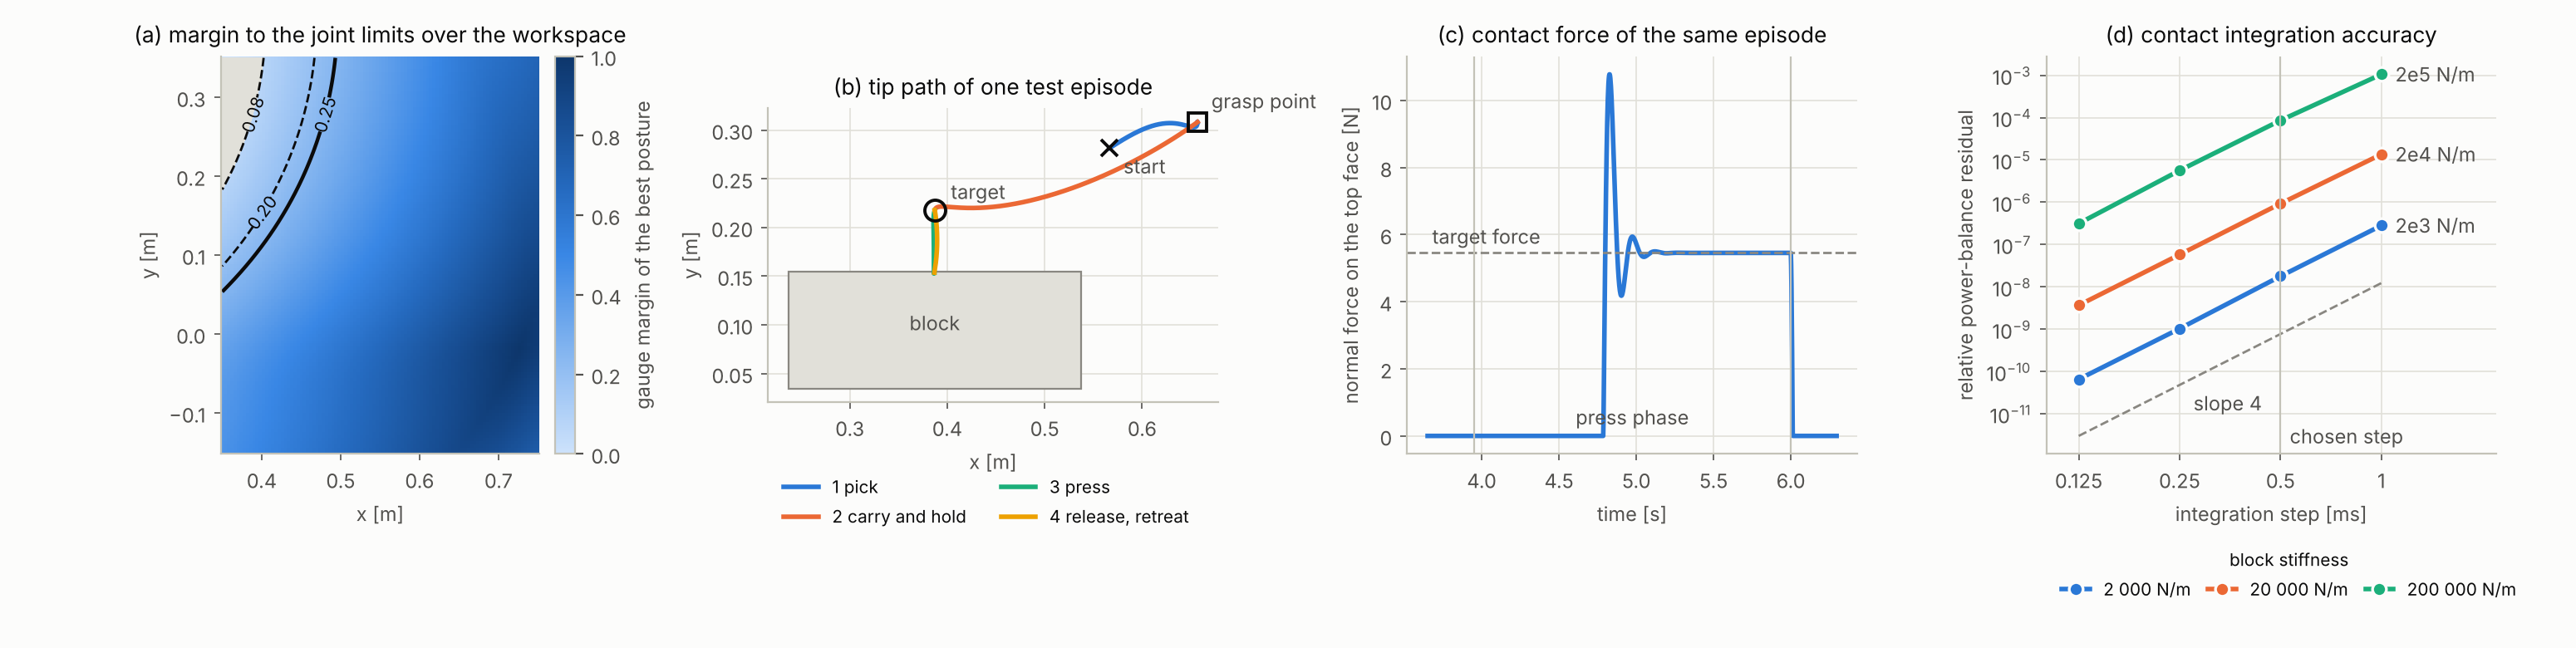 (a) margin to the joint limits over the workspace
0.3
0.2
0.1
0.0
−0.1
y [m]
0.08
0.20
0.25
0.4
0.5
0.6
0.7
x [m]
1.0
0.8
0.6
0.4
0.2
0.0
gauge margin of the best posture
(b) tip path of one test episode
grasp point
start
target
block
0.30
0.25
0.20
0.15
0.10
0.05
y [m]
0.3
0.4
0.5
0.6
x [m]
1 pick
2 carry and hold
3 press
4 release, retreat
(c) contact force of the same episode
10
8
6
4
2
0
normal force on the top face [N]
target force
press phase
4.0
4.5
5.0
5.5
6.0
time [s]
(d) contact integration accuracy
10⁻³
10⁻⁴
10⁻⁵
10⁻⁶
10⁻⁷
10⁻⁸
10⁻⁹
10⁻¹⁰
10⁻¹¹
relative power-balance residual
2e5 N/m
2e4 N/m
2e3 N/m
slope 4
chosen step
0.125
0.25
0.5
1
integration step [ms]
block stiffness
2 000 N/m
20 000 N/m
200 000 N/m